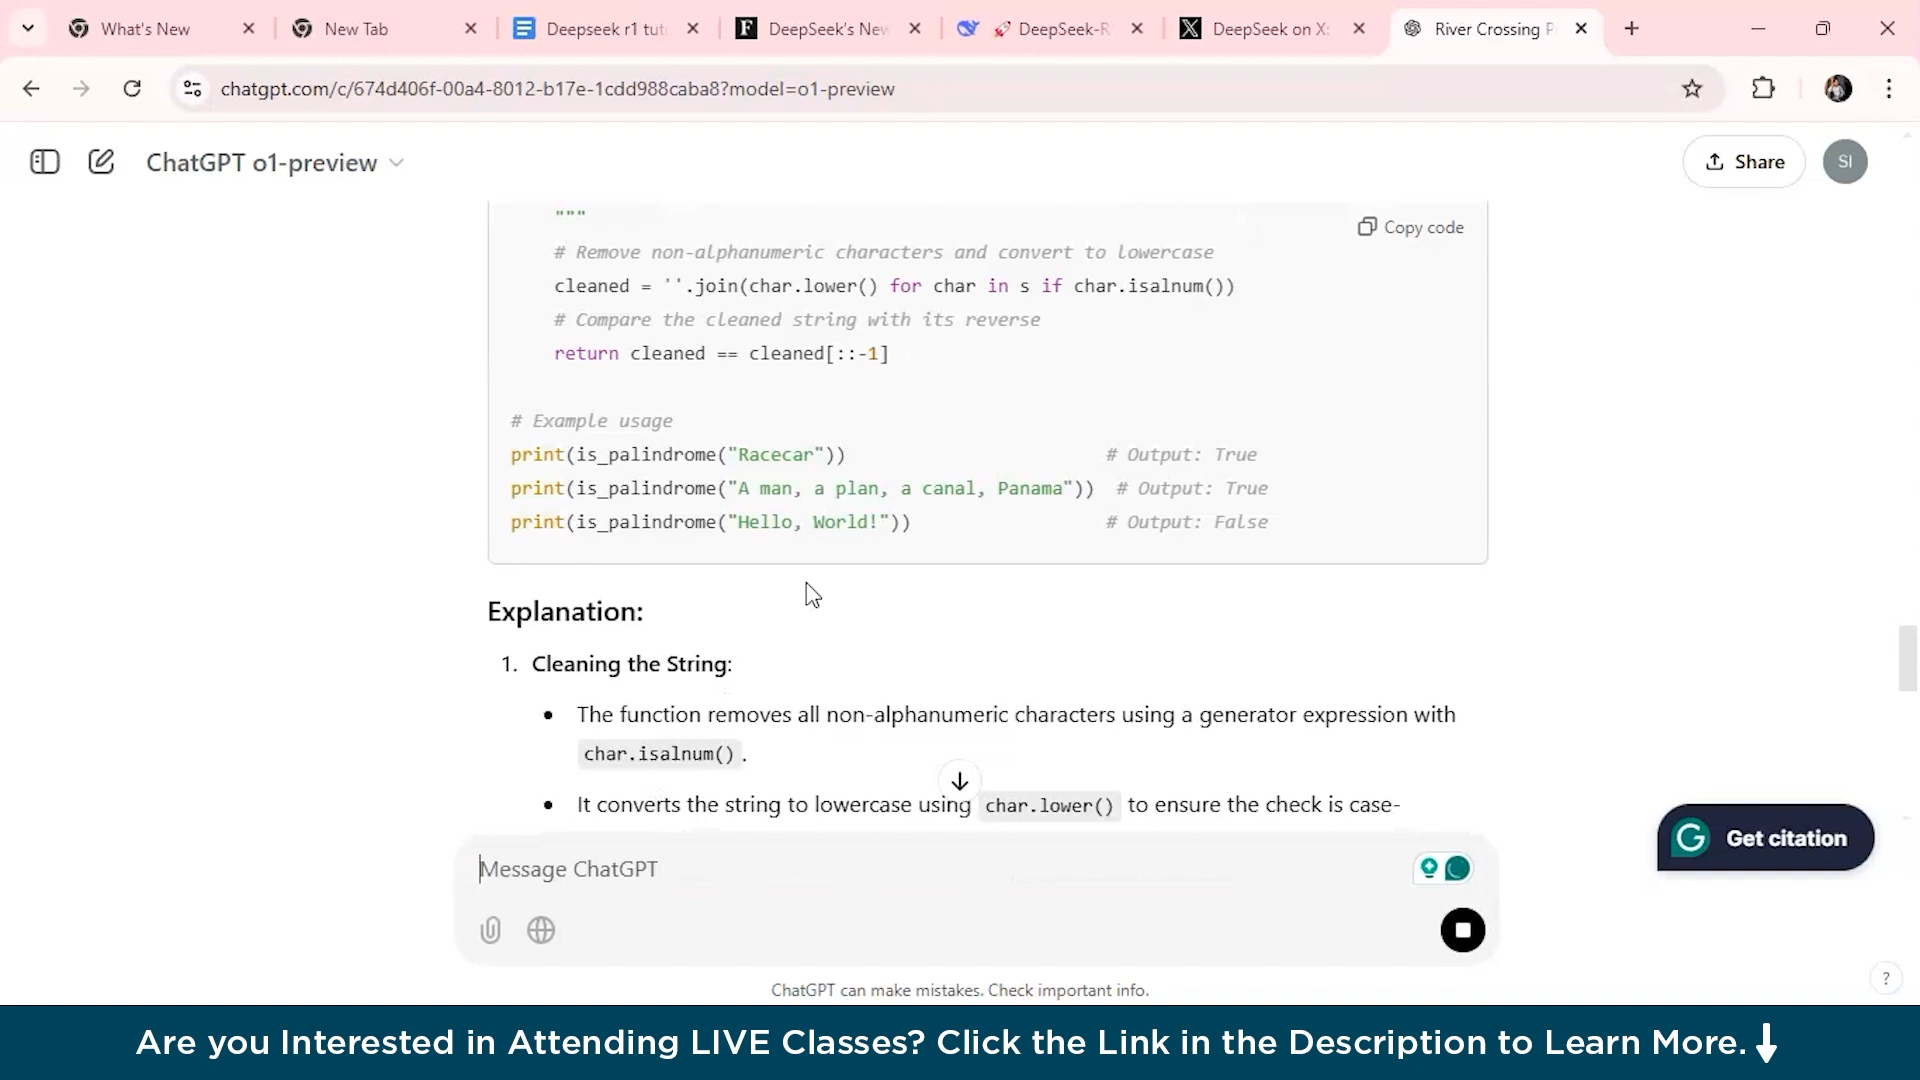 What's New
New Tab
Deepseek r1 tut
DeepSeek's New
DeepSeek-R
DeepSeek on X:
River Crossing P
chatgpt.com/c/674d406f-00a4-8012-b17e-1cdd988caba8?model=o1-preview
ChatGPT o1-preview
Share
SI
"""
Copy code
# Remove non-alphanumeric characters and convert to lowercase
cleaned = ''.join(char.lower() for char in s if char.isalnum())
# Compare the cleaned string with its reverse
return cleaned == cleaned[::-1]
# Example usage
print(is_palindrome("Racecar")) # Output: True
print(is_palindrome("A man, a plan, a canal, Panama")) # Output: True
print(is_palindrome("Hello, World!")) # Output: False
Explanation:
1. Cleaning the String:
• The function removes all non-alphanumeric characters using a generator expression with
char.isalnum() .
• It converts the string to lowercase using char.lower() to ensure the check is case-
Get citation
Message ChatGPT
ChatGPT can make mistakes. Check important info.
?
Are you Interested in Attending LIVE Classes? Click the Link in the Description to Learn More.